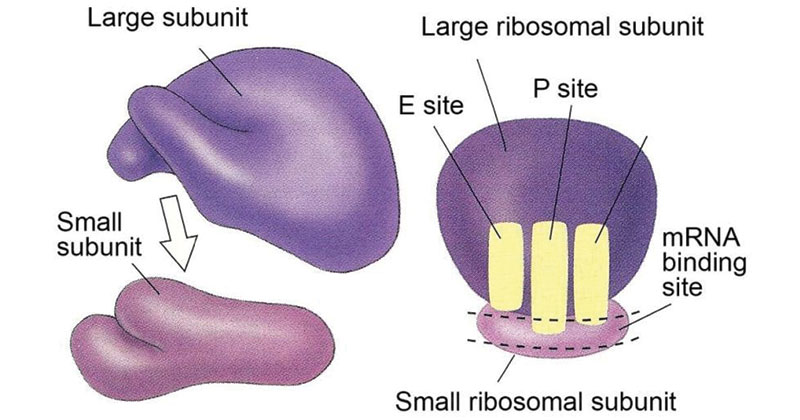 Large subunit
Small
subunit
Large ribosomal subunit
E site
P site
mRNA
binding
site
Small ribosomal subunit